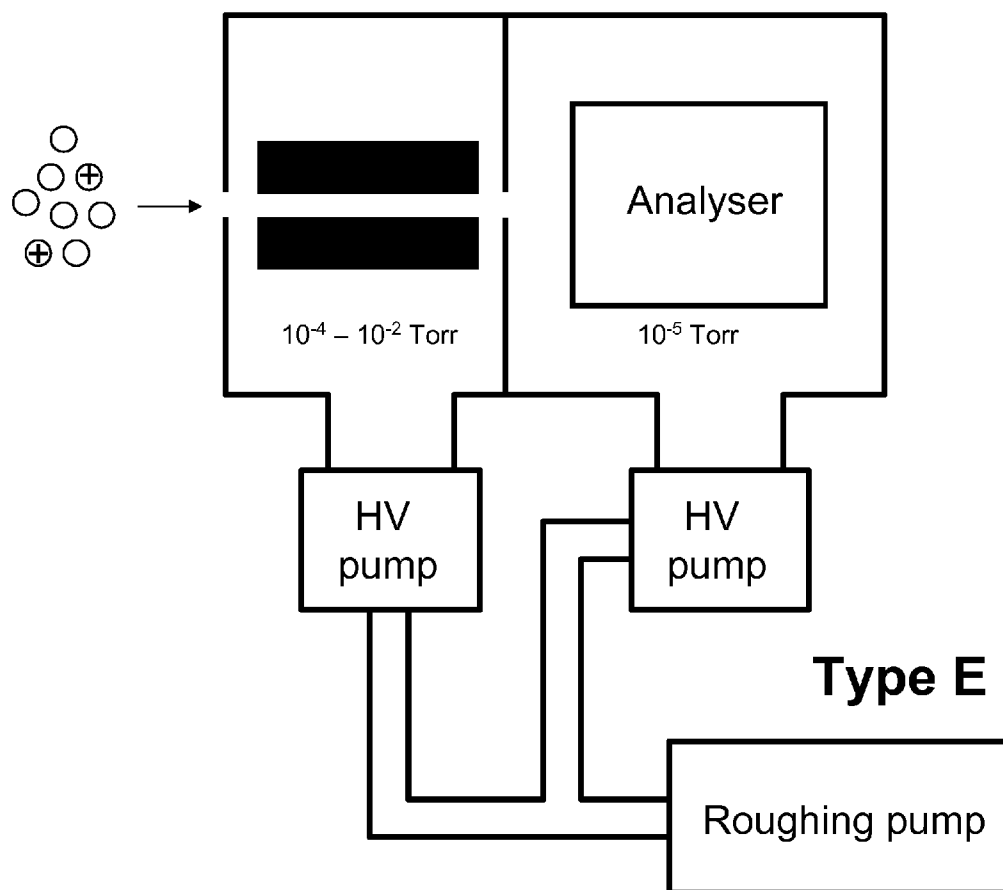 Analyser
10⁻⁴ – 10⁻² Torr
10⁻⁵ Torr
HV
pump
HV
pump
Type E
Roughing pump